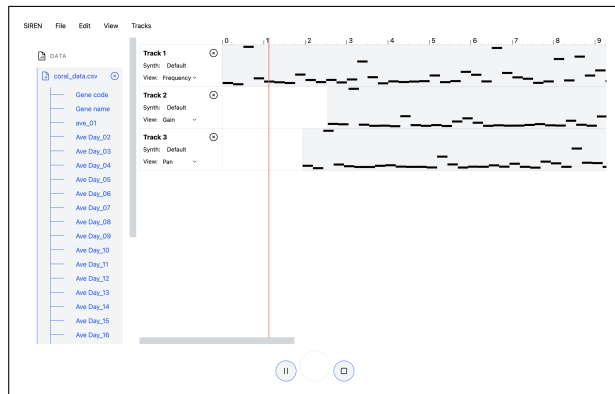 SIREN File Edit View Tracks
0 1 2 3 4 5 6 7 8 9
DATA
coral_data.csv
Gene code
Gene name
ave_01
Ave Day_02
Ave Day_03
Ave Day_04
Ave Day_05
Ave Day_06
Ave Day_07
Ave Day_08
Ave Day_09
Ave Day_10
Ave Day_11
Ave Day_12
Ave Day_13
Ave Day_14
Ave Day_15
Ave Day_16
Track 1
Synth: Default
View: Frequency
Track 2
Synth: Default
View: Gain
Track 3
Synth: Default
View: Pan